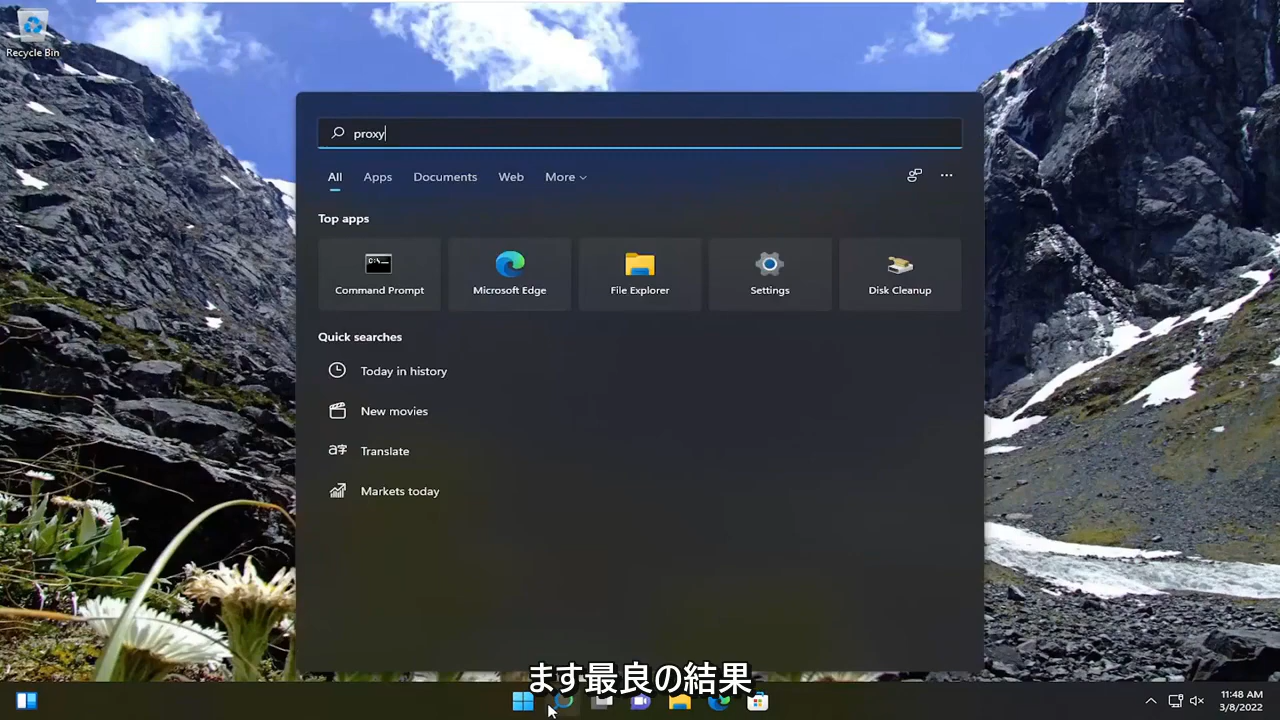 Recycle Bin
proxy
All Apps Documents Web More
Top apps
Command Prompt
Microsoft Edge
File Explorer
Settings
Disk Cleanup
Quick searches
Today in history
New movies
Translate
Markets today
ます最良の結果
11:48 AM
3/8/2022